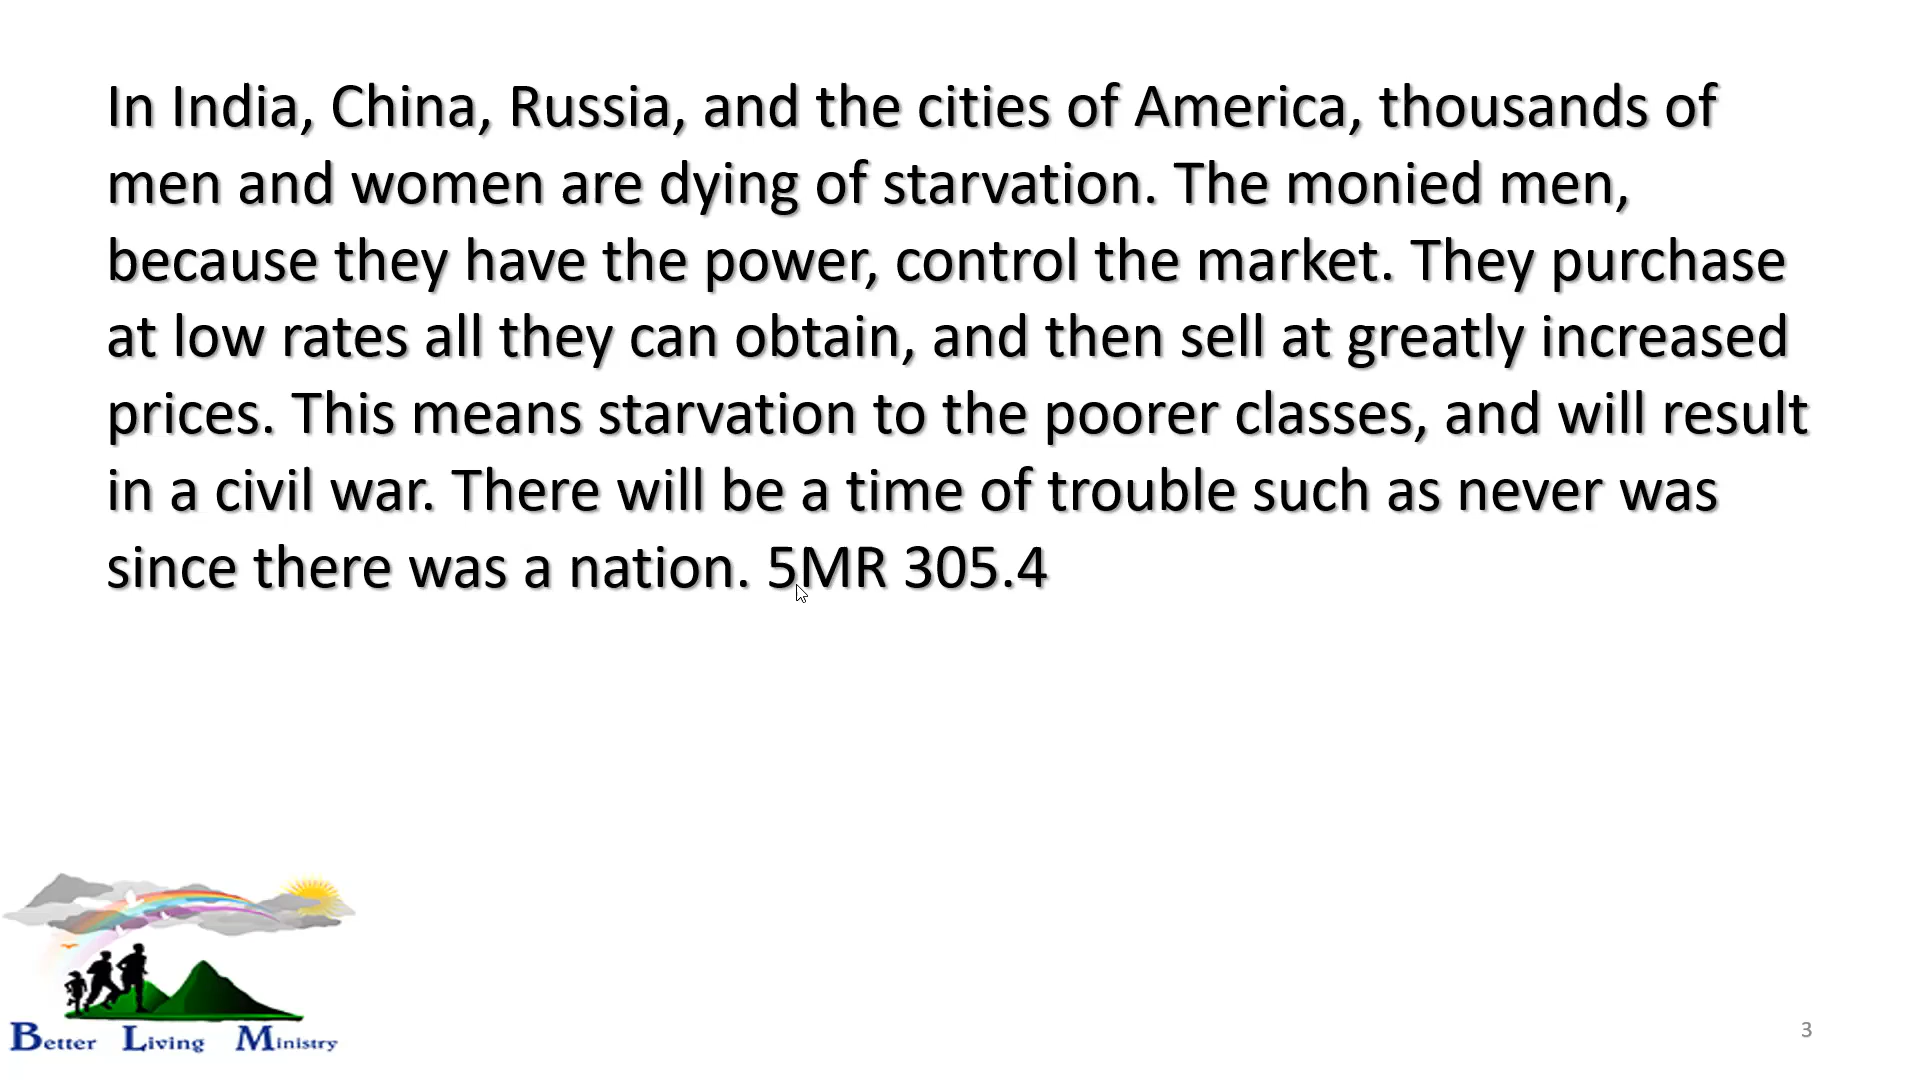 In India, China, Russia, and the cities of America, thousands of
men and women are dying of starvation. The monied men,
because they have the power, control the market. They purchase
at low rates all they can obtain, and then sell at greatly increased
prices. This means starvation to the poorer classes, and will result
in a civil war. There will be a time of trouble such as never was
since there was a nation. 5MR 305.4
Better Living Ministry
3